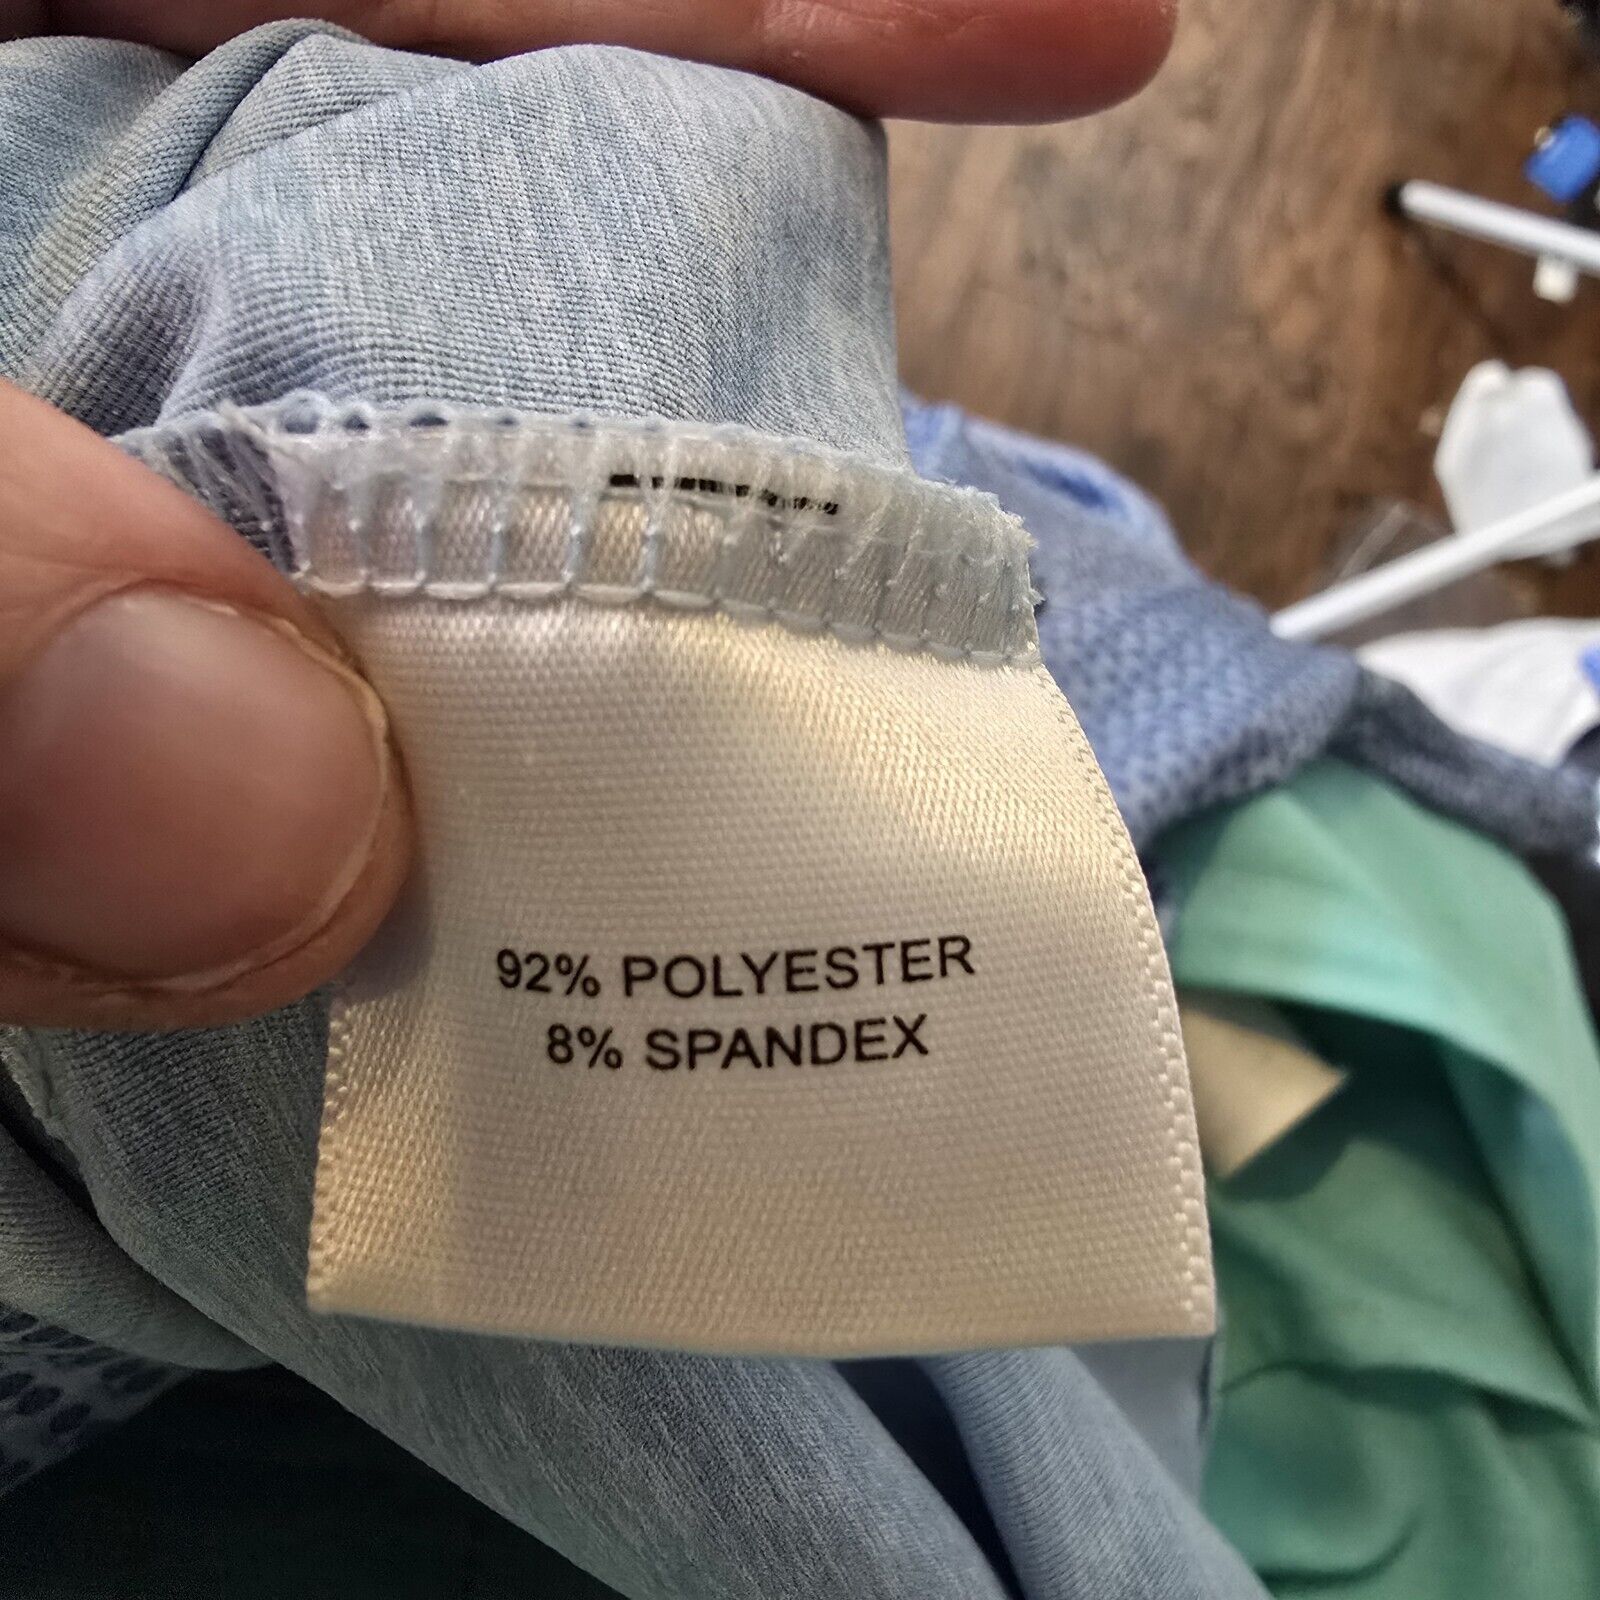 92% POLYESTER
8% SPANDEX